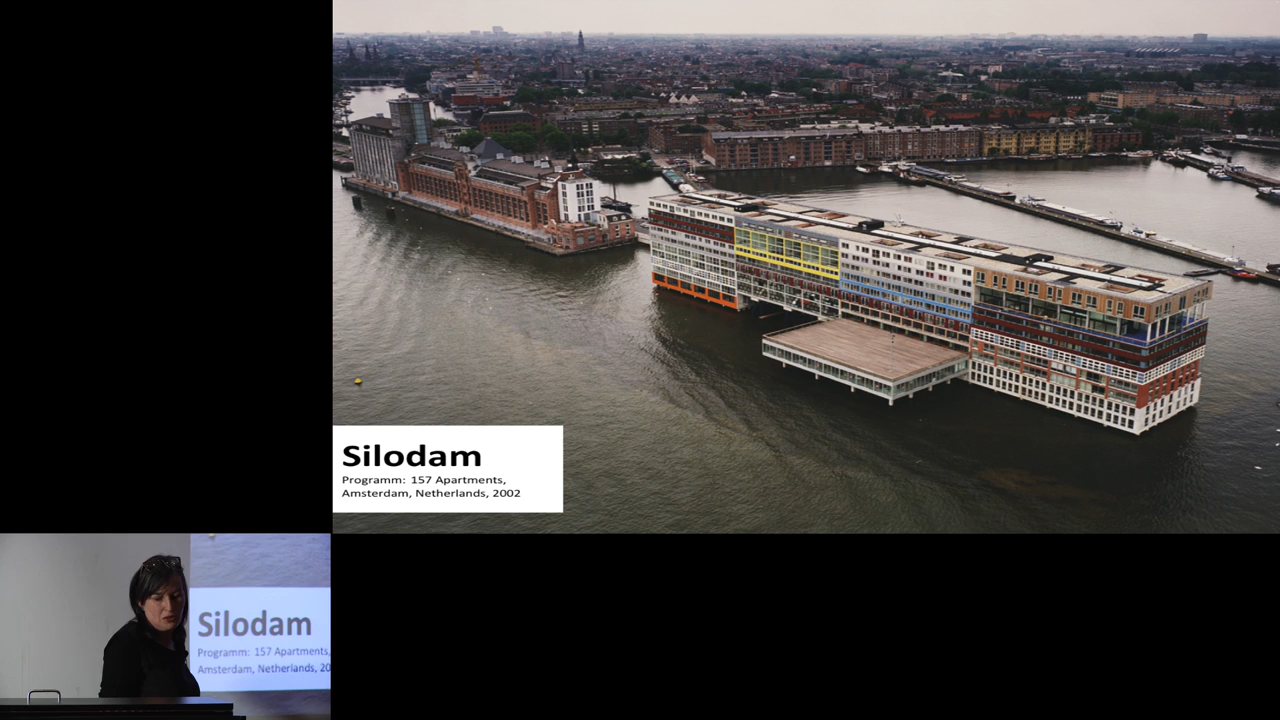 Silodam
Programm: 157 Apartments,
Amsterdam, Netherlands, 2002
Silodam
Programm: 157 Apartments,
Amsterdam, Netherlands, 20